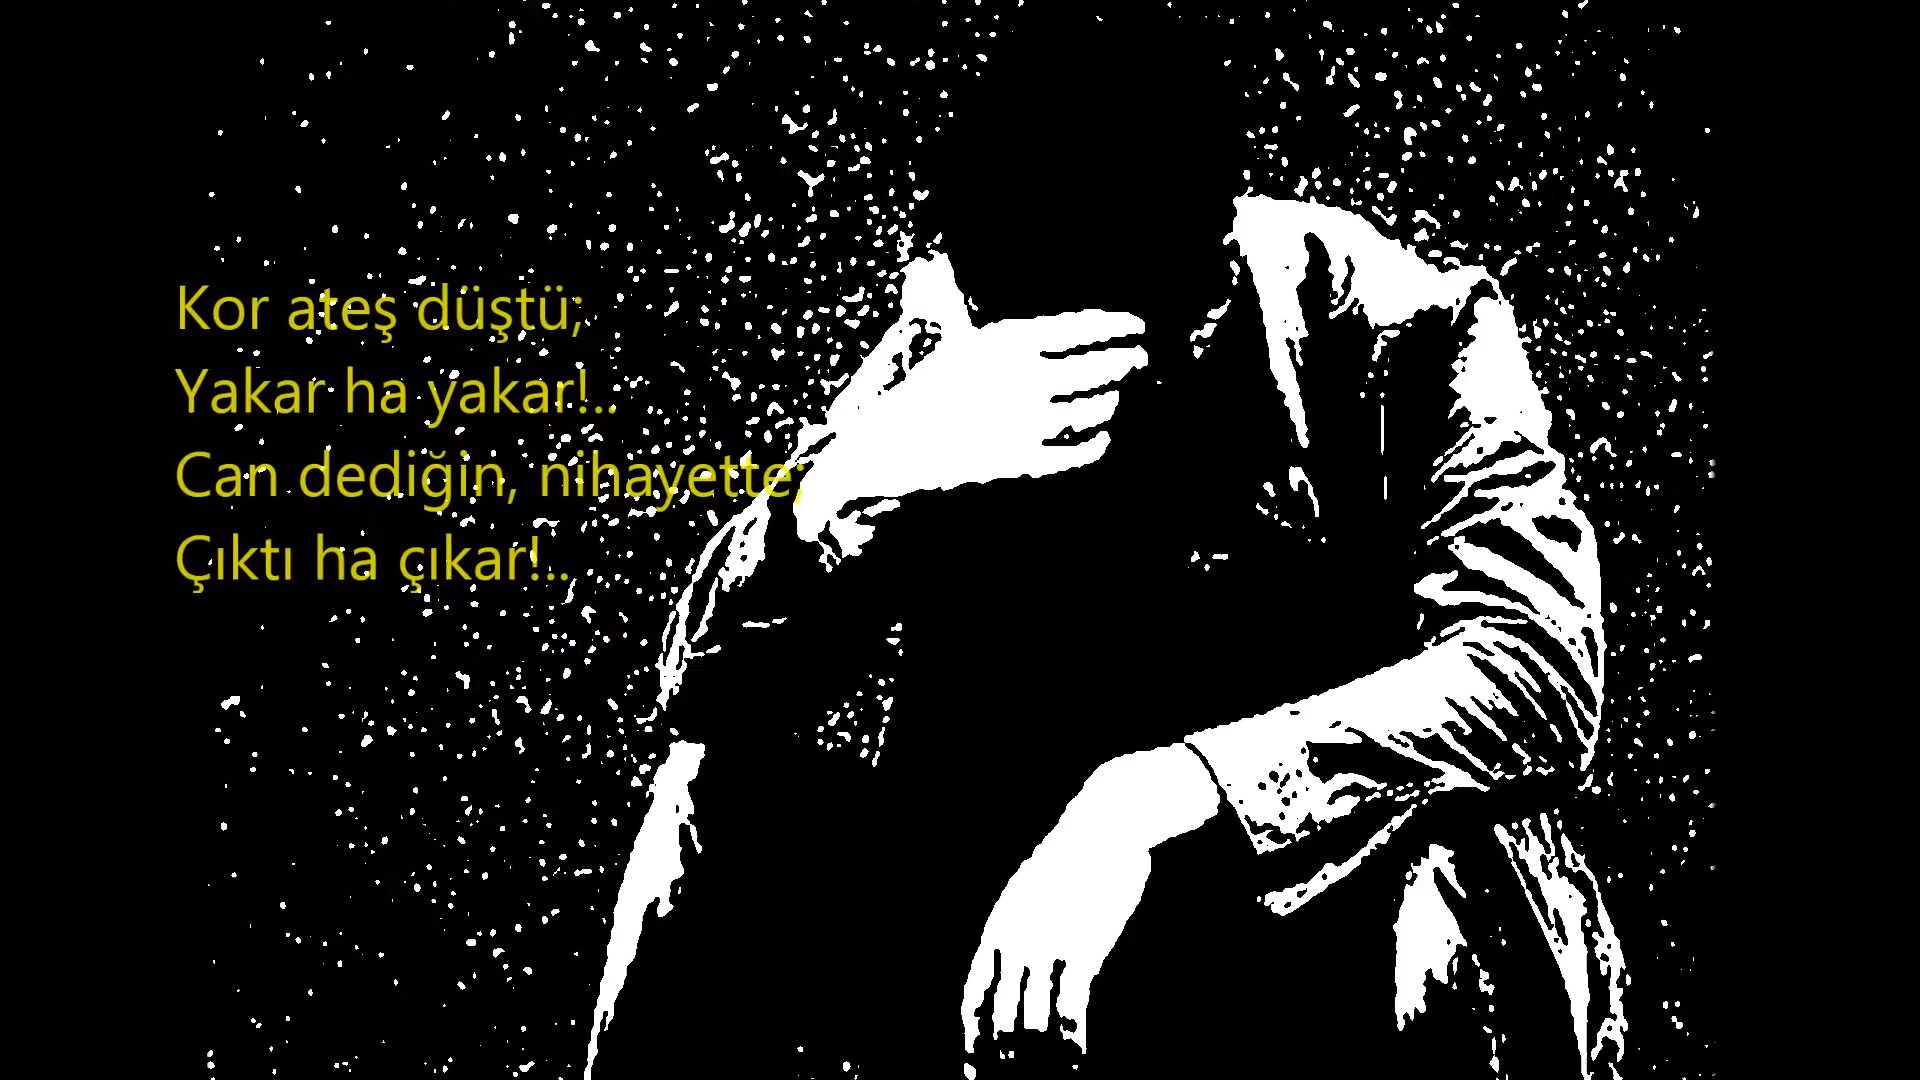 Kor ateş düştü;
Yakar ha yakar!..
Can dediğin, nihayette;
Çıktı ha çıkar!..